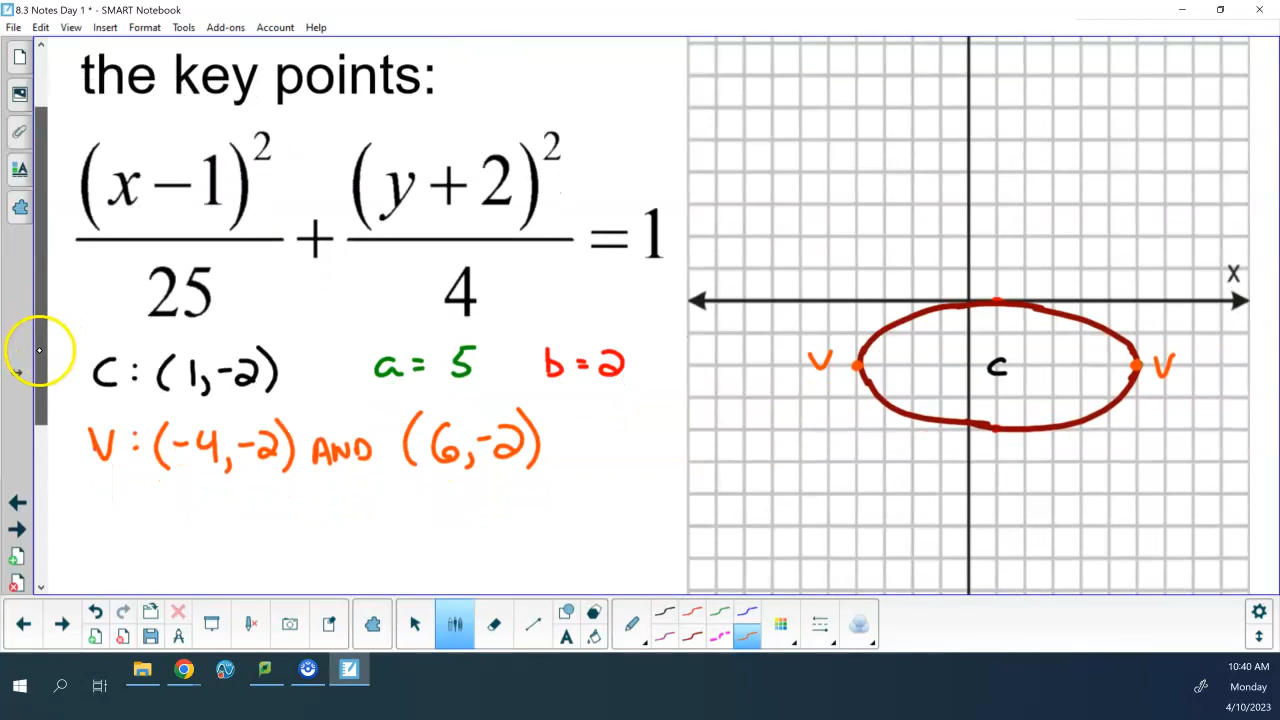 8.3 Notes Day 1 * - SMART Notebook
File Edit View Insert Format Tools Add-ons Account Help
the key points:
(x−1)² / 25 + (y+2)² / 4 = 1
x
C : (1, -2) a = 5 b = 2
V C V
V : (-4, -2) AND (6, -2)
A
10:40 AM
Monday
4/10/2023